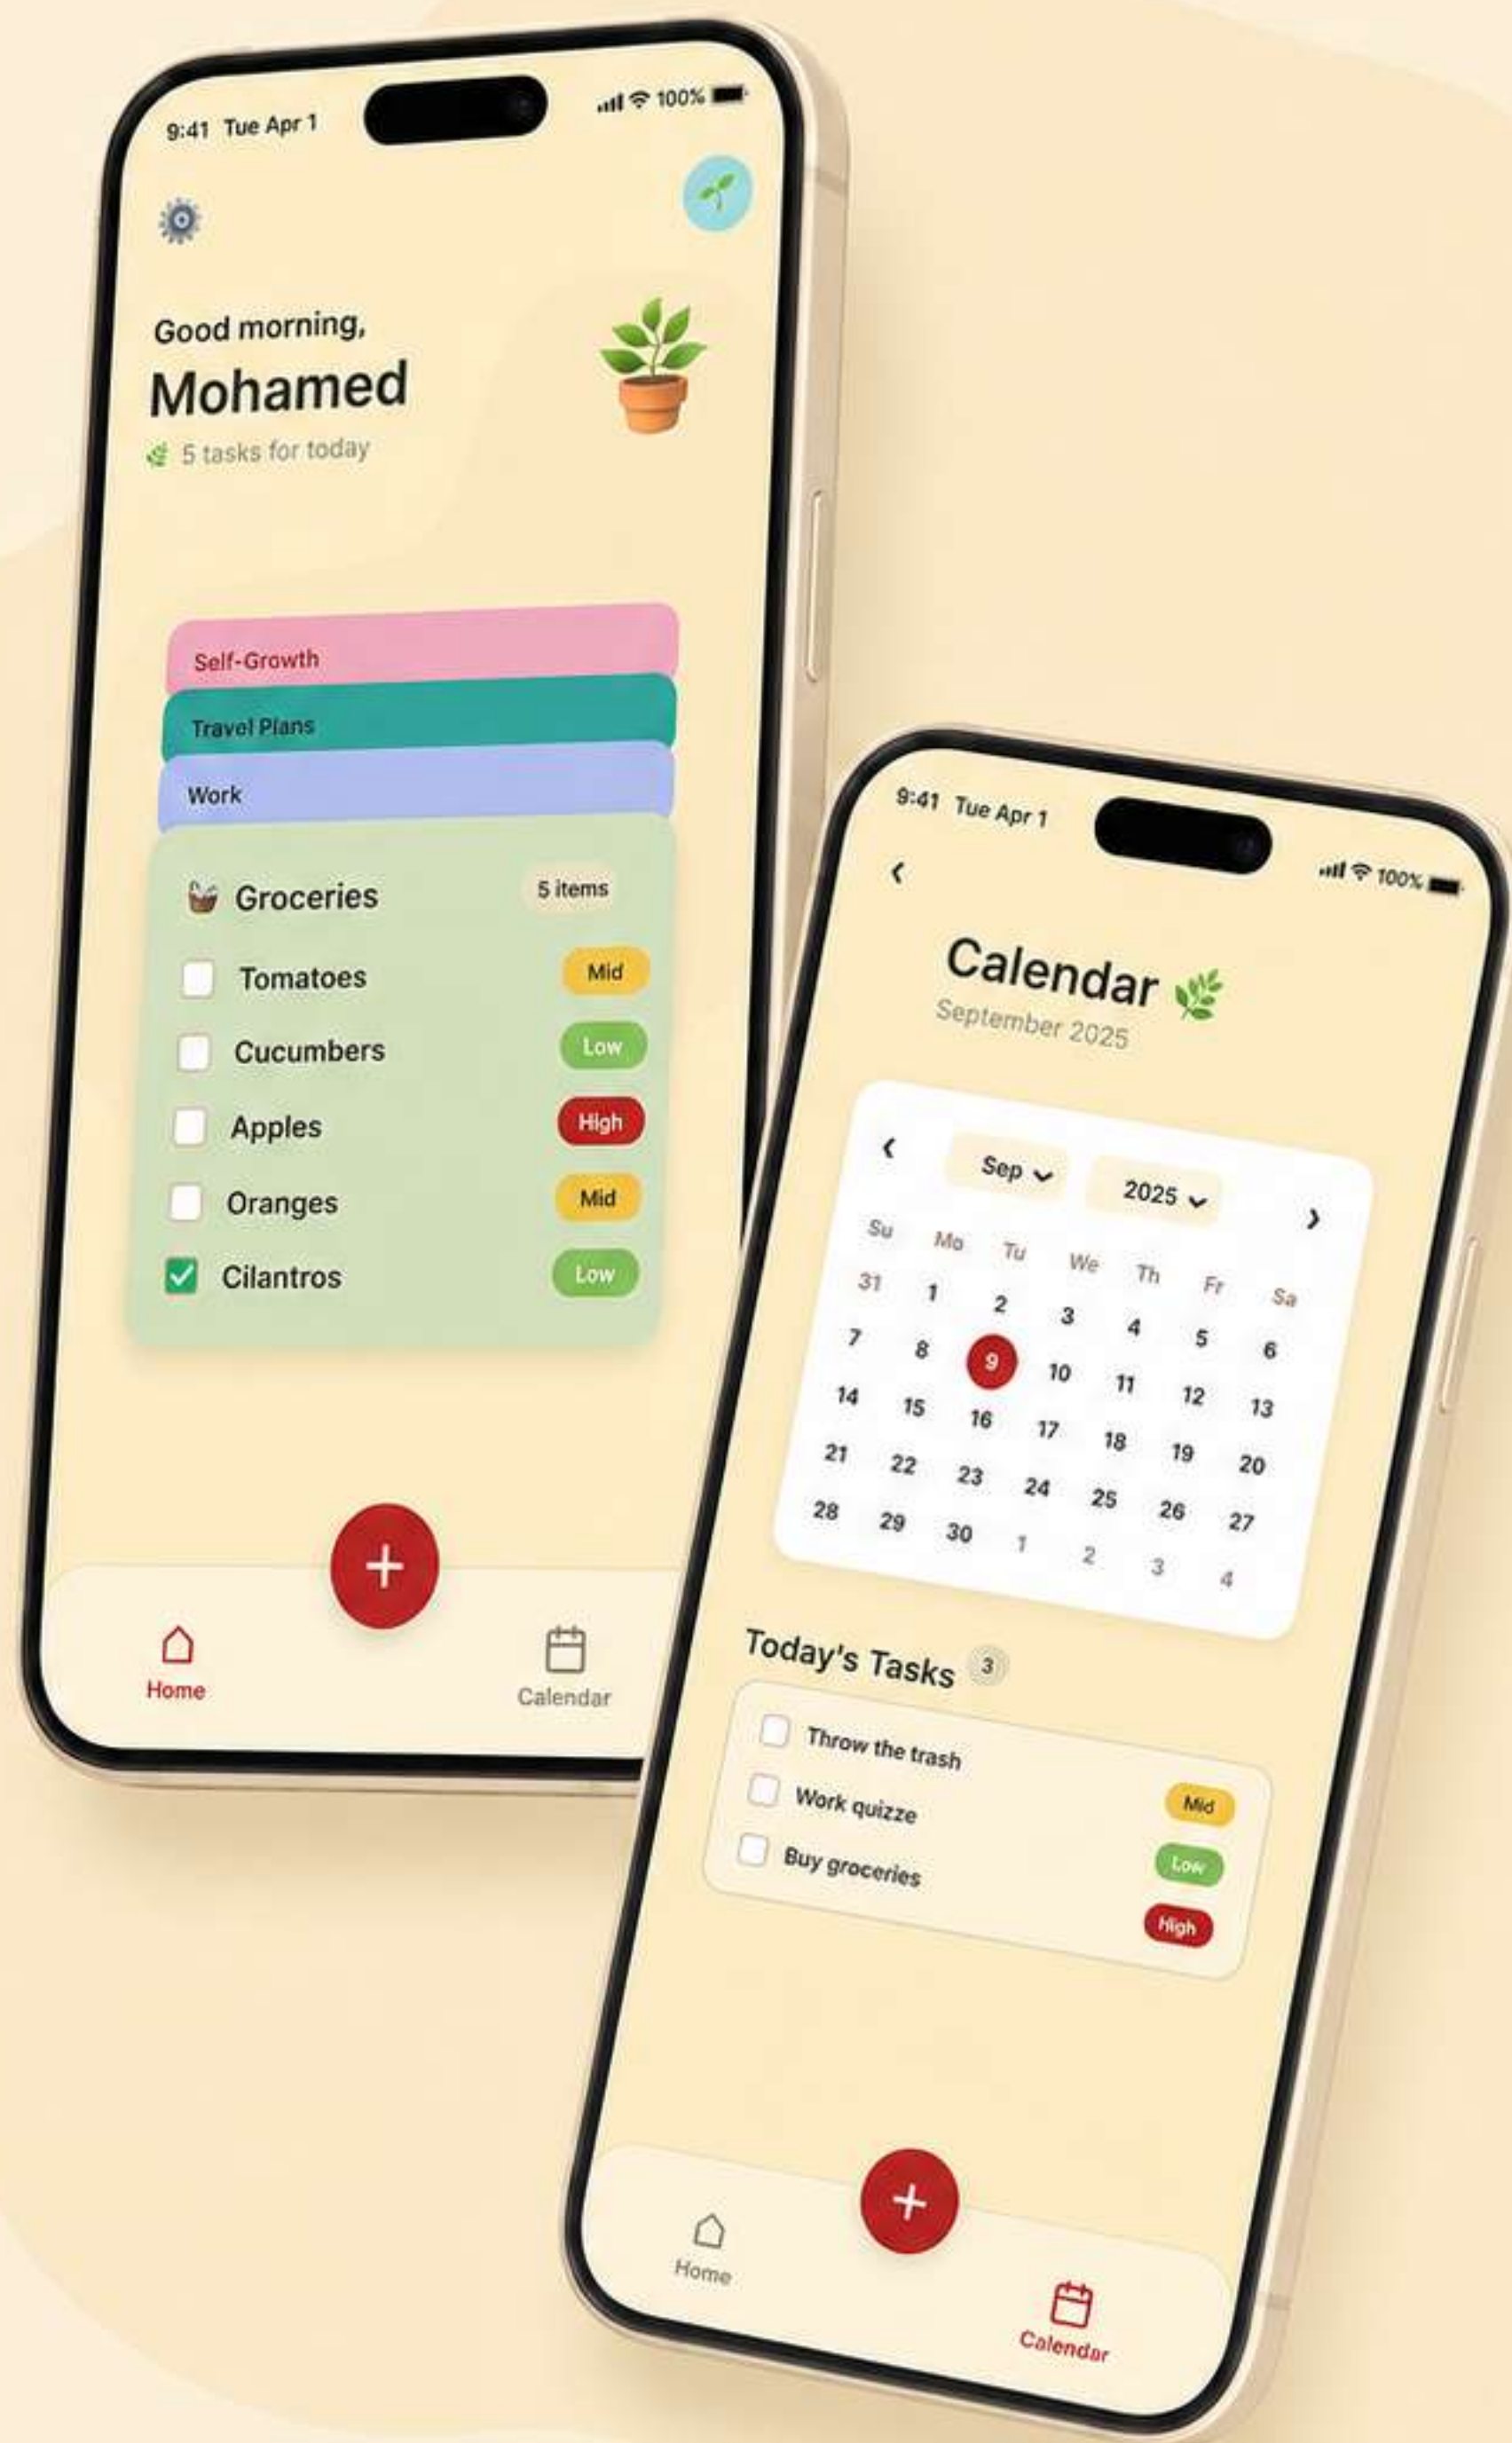 9:41 Tue Apr 1 100%
Good morning,
Mohamed
5 tasks for today
Self-Growth
Travel Plans
Work
Groceries 5 items
Tomatoes Mid
Cucumbers Low
Apples High
Oranges Mid
Cilantros Low
Home Calendar
9:41 Tue Apr 1 100%
Calendar
September 2025
Sep 2025
Su Mo Tu We Th Fr Sa
31 1 2 3 4 5 6
7 8 9 10 11 12 13
14 15 16 17 18 19 20
21 22 23 24 25 26 27
28 29 30 1 2 3 4
Today's Tasks 3
Throw the trash Mid
Work quizze Low
Buy groceries High
Home Calendar